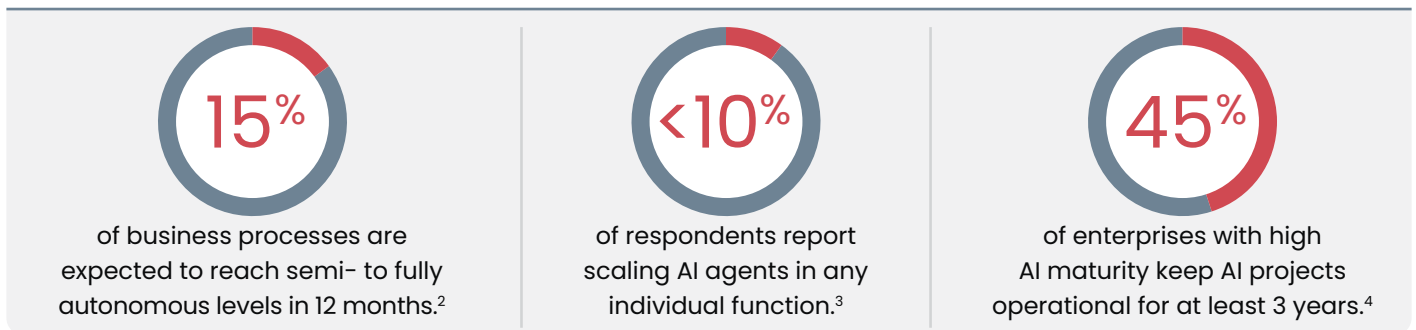 15%
of business processes are
expected to reach semi- to fully
autonomous levels in 12 months.2
<10%
of respondents report
scaling AI agents in any
individual function.3
45%
of enterprises with high
AI maturity keep AI projects
operational for at least 3 years.4